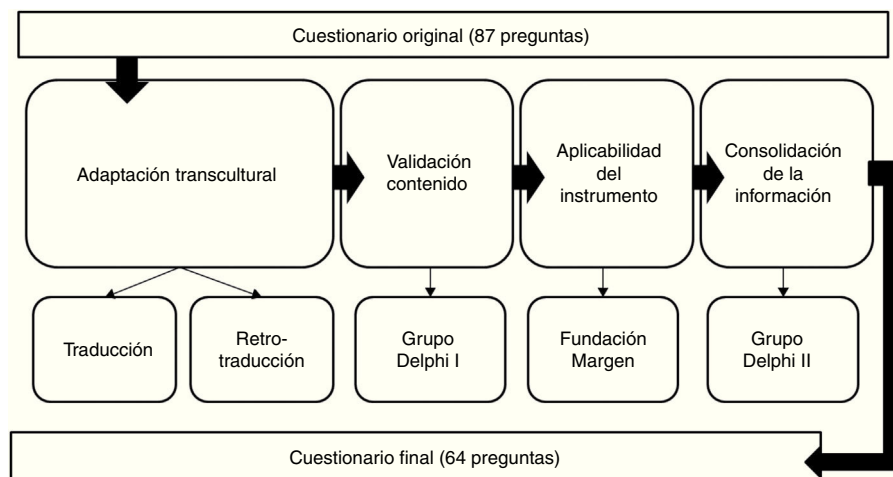 Cuestionario original (87 preguntas)
Adaptación transcultural
Validación
contenido
Aplicabilidad
del
instrumento
Consolidación
de la
información
Traducción
Retro-
traducción
Grupo
Delphi I
Fundación
Margen
Grupo
Delphi II
Cuestionario final (64 preguntas)